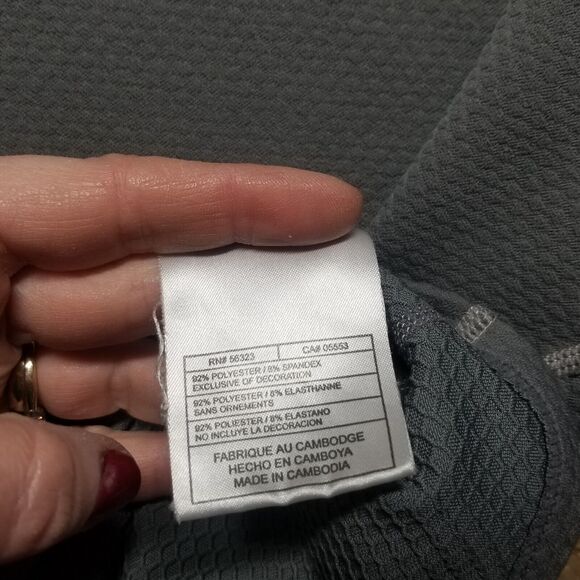 RN# 56323 CA# 05553
92% POLYESTER / 8% SPANDEX
EXCLUSIVE OF DECORATION
92% POLYESTER / 8% ELASTHANNE
SANS ORNEMENTS
92% POLIESTER / 8% ELASTANO
NO INCLUYE LA DECORACION
FABRIQUE AU CAMBODGE
HECHO EN CAMBOYA
MADE IN CAMBODIA